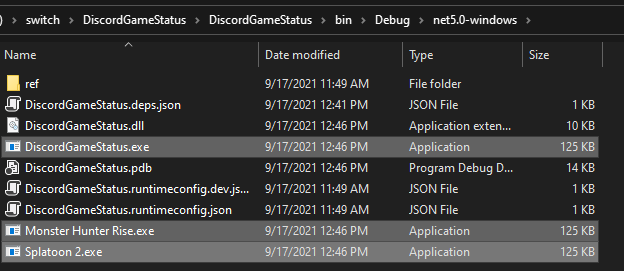 ) › switch › DiscordGameStatus › DiscordGameStatus › bin › Debug › net5.0-windows ›
Name Date modified Type Size
ref 9/17/2021 11:49 AM File folder
DiscordGameStatus.deps.json 9/17/2021 12:41 PM JSON File 1 KB
DiscordGameStatus.dll 9/17/2021 12:46 PM Application exten... 10 KB
DiscordGameStatus.exe 9/17/2021 12:46 PM Application 125 KB
DiscordGameStatus.pdb 9/17/2021 12:46 PM Program Debug D... 14 KB
DiscordGameStatus.runtimeconfig.dev.js... 9/17/2021 11:49 AM JSON File 1 KB
DiscordGameStatus.runtimeconfig.json 9/17/2021 11:49 AM JSON File 1 KB
Monster Hunter Rise.exe 9/17/2021 12:46 PM Application 125 KB
Splatoon 2.exe 9/17/2021 12:46 PM Application 125 KB